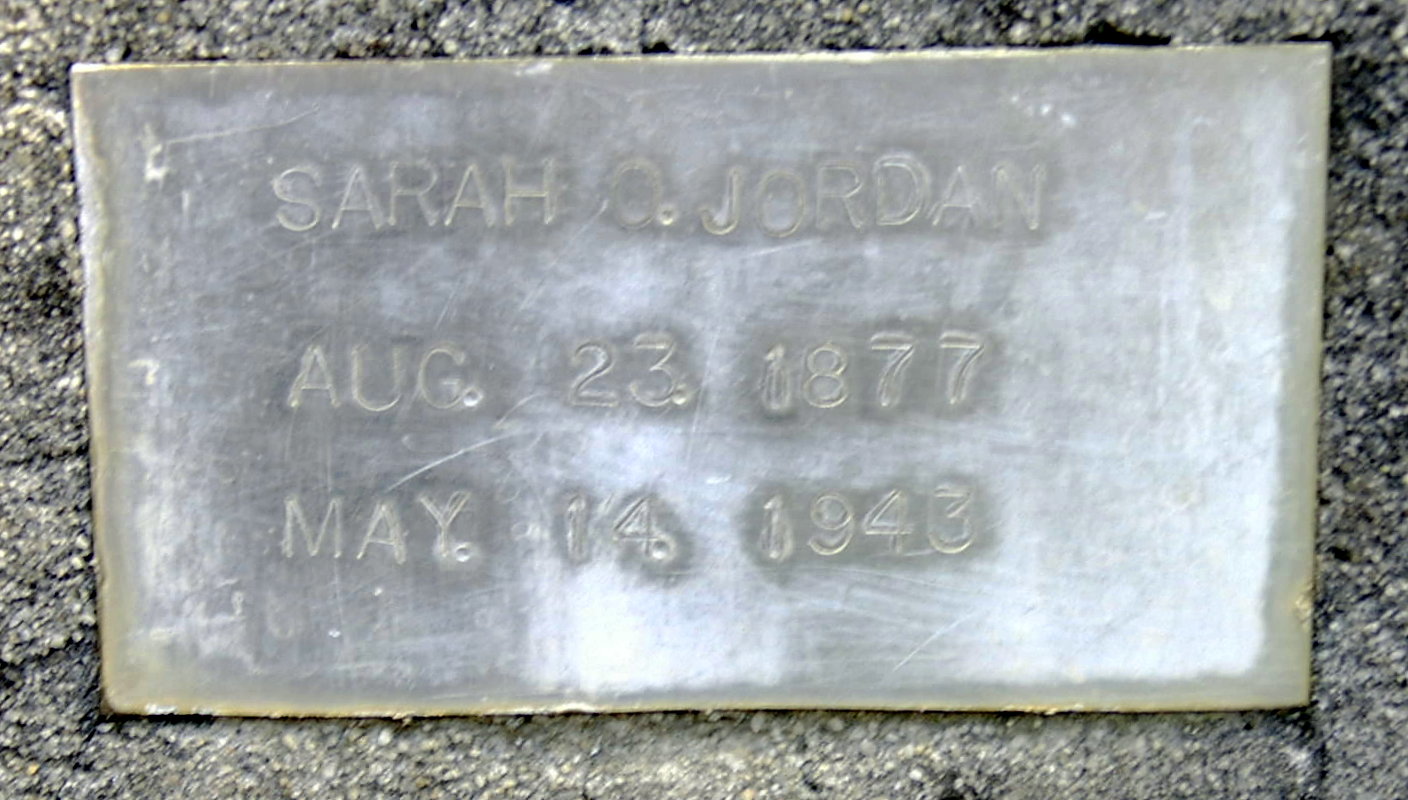 SARAH O. JORDAN
AUG. 23. 1877
MAY. 14. 1943